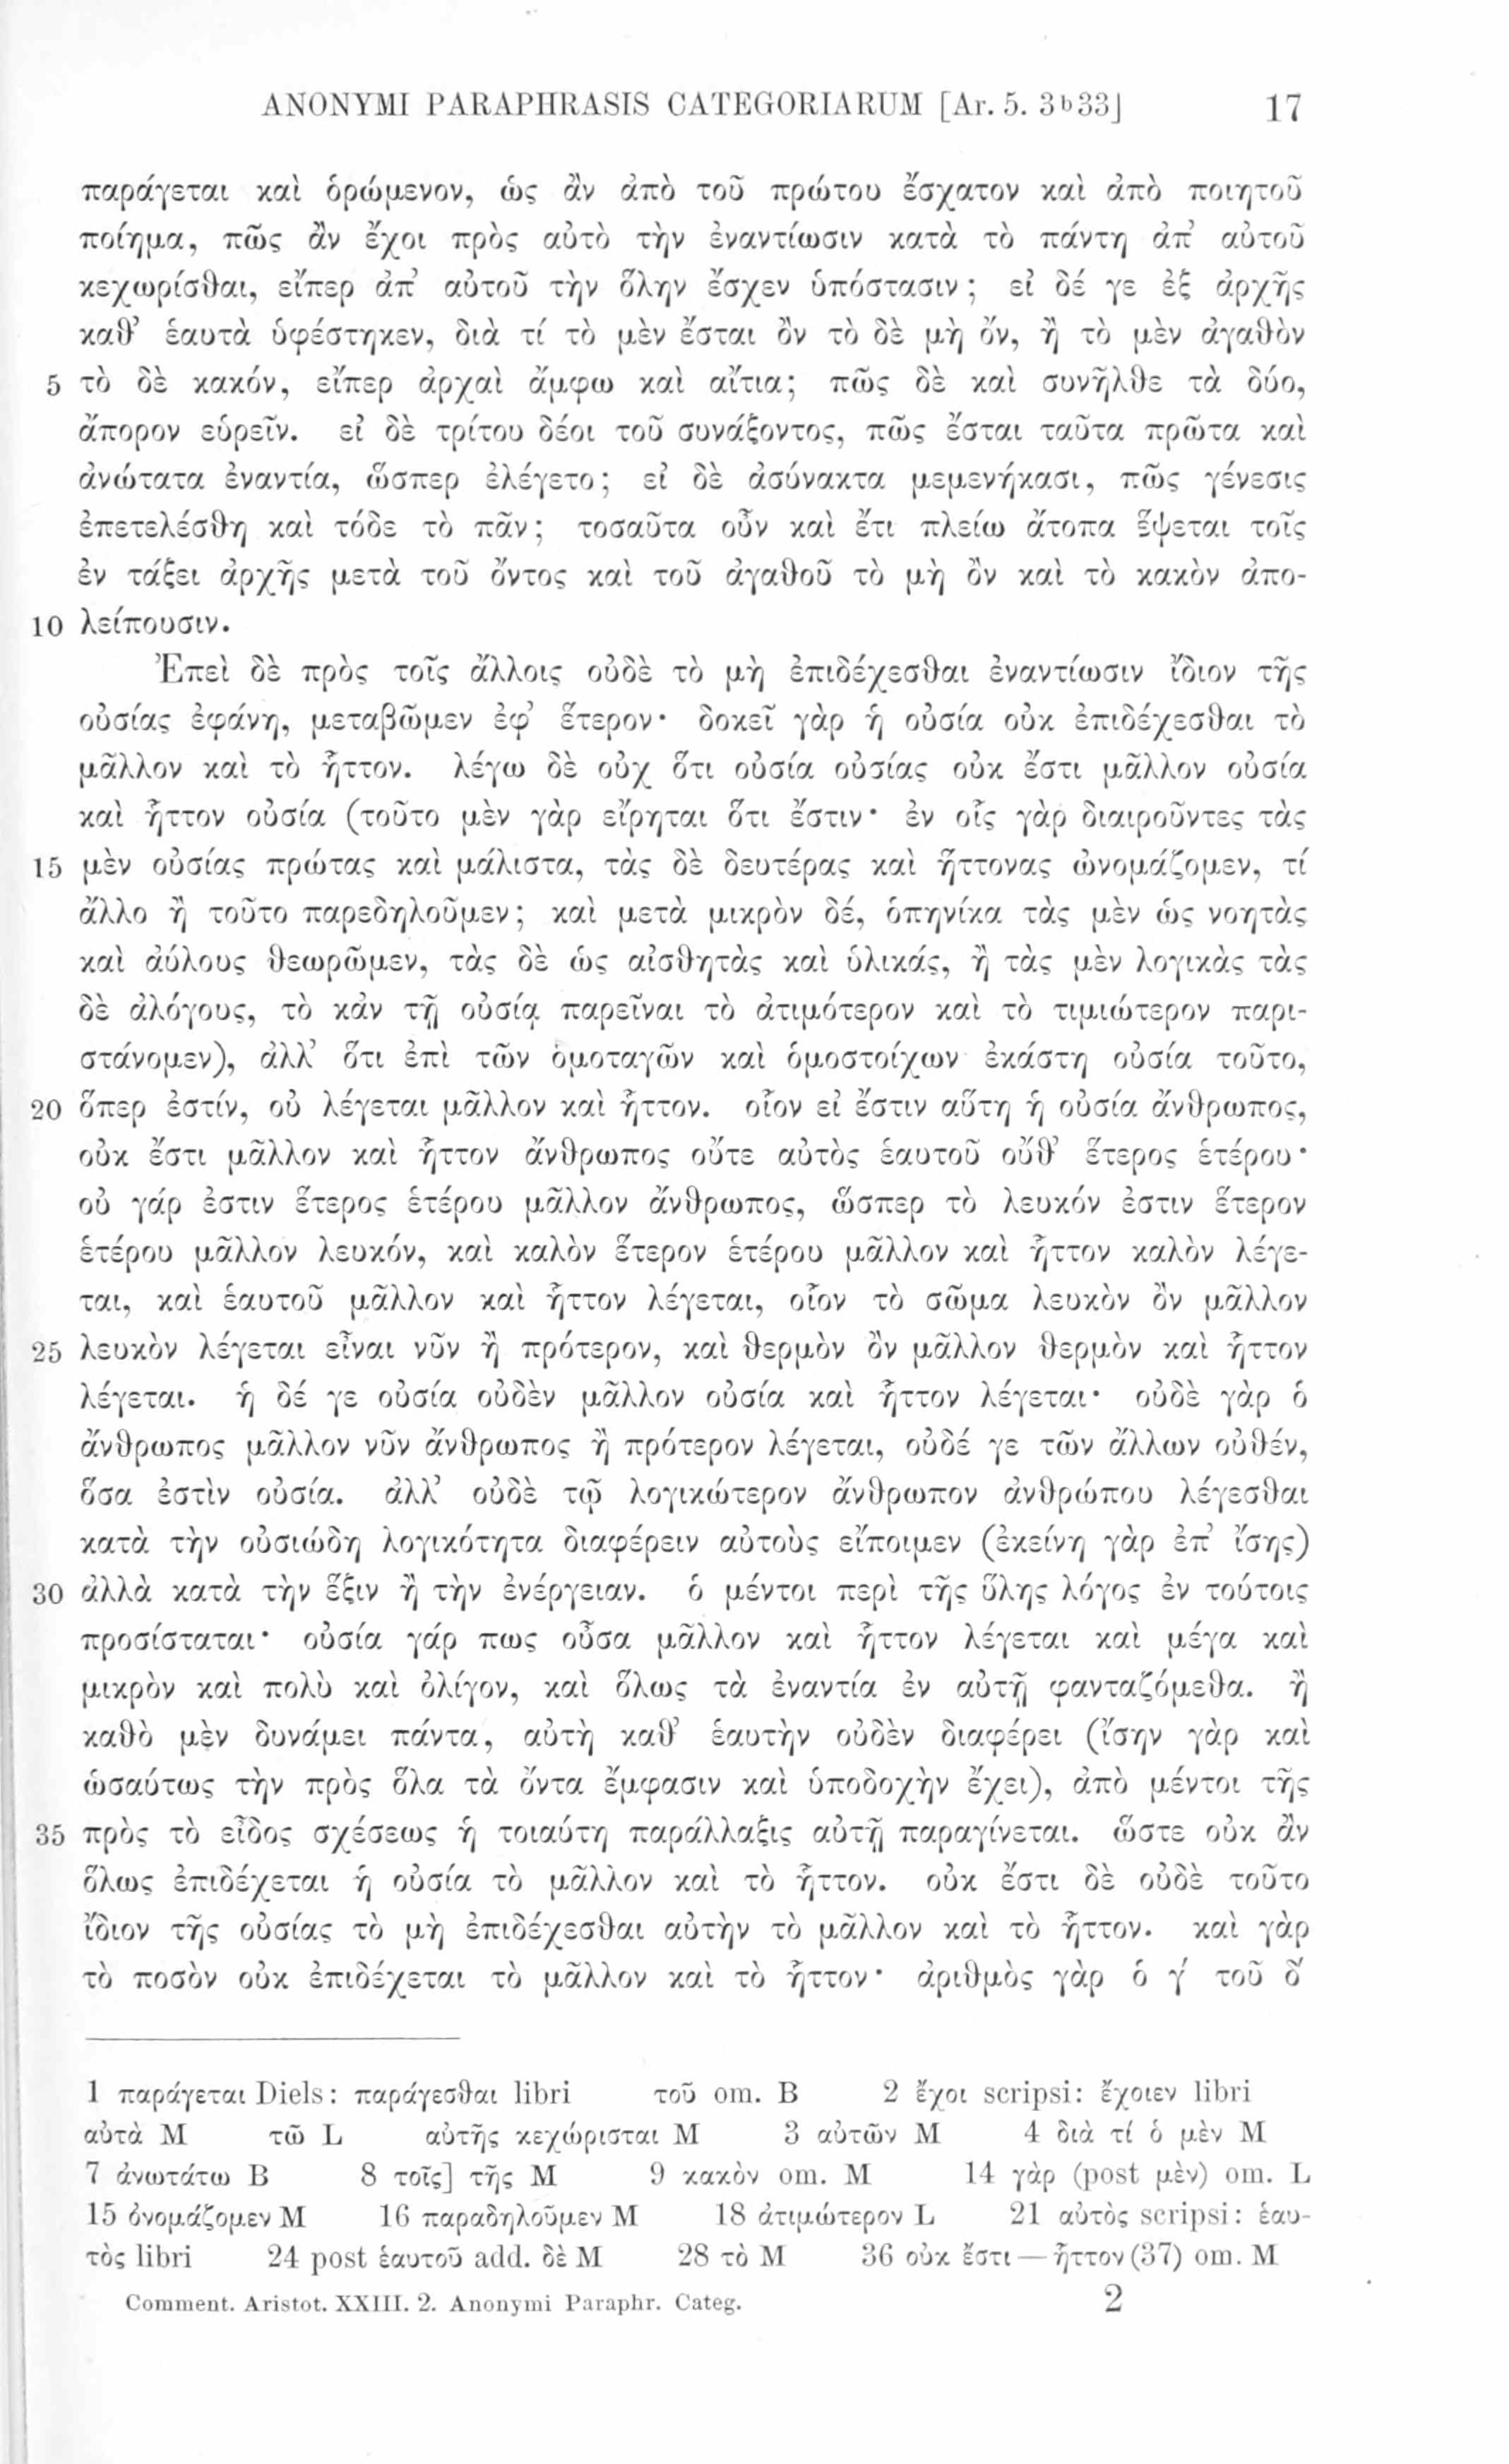 ANONYMI PARAPHRASIS CATEGORIARUM [Ar. 5. 3ᵇ33] 17
παράγεται καὶ ὁρώμενον, ὡς ἂν ἀπὸ τοῦ πρώτου ἔσχατον καὶ ἀπὸ ποιητοῦ
ποίημα, πῶς ἂν ἔχοι πρὸς αὐτὸ τὴν ἐναντίωσιν κατὰ τὸ πάντη ἀπ’ αὐτοῦ
κεχωρίσθαι, εἴπερ ἀπ’ αὐτοῦ τὴν ὅλην ἔσχεν ὑπόστασιν; εἰ δέ γε ἐξ ἀρχῆς
καθ’ ἑαυτὰ ὑφέστηκεν, διὰ τί τὸ μὲν ἔσται ὂν τὸ δὲ μὴ ὄν, ἢ τὸ μὲν ἀγαθὸν
5 τὸ δὲ κακόν, εἴπερ ἀρχαὶ ἄμφω καὶ αἴτια; πῶς δὲ καὶ συνῆλθε τὰ δύο,
ἄπορον εὑρεῖν. εἰ δὲ τρίτου δέοι τοῦ συνάξοντος, πῶς ἔσται ταῦτα πρῶτα καὶ
ἀνώτατα ἐναντία, ὥσπερ ἐλέγετο; εἰ δὲ ἀσύνακτα μεμενήκασι, πῶς γένεσις
ἐπετελέσθη καὶ τόδε τὸ πᾶν; τοσαῦτα οὖν καὶ ἔτι πλείω ἄτοπα ἕψεται τοῖς
ἐν τάξει ἀρχῆς μετὰ τοῦ ὄντος καὶ τοῦ ἀγαθοῦ τὸ μὴ ὂν καὶ τὸ κακὸν ἀπο-
10 λείπουσιν.
Ἐπεὶ δὲ πρὸς τοῖς ἄλλοις οὐδὲ τὸ μὴ ἐπιδέχεσθαι ἐναντίωσιν ἴδιον τῆς
οὐσίας ἐφάνη, μεταβῶμεν ἐφ’ ἕτερον· δοκεῖ γὰρ ἡ οὐσία οὐκ ἐπιδέχεσθαι τὸ
μᾶλλον καὶ τὸ ἧττον. λέγω δὲ οὐχ ὅτι οὐσία οὐσίας οὐκ ἔστι μᾶλλον οὐσία
καὶ ἧττον οὐσία (τοῦτο μὲν γὰρ εἴρηται ὅτι ἔστιν· ἐν οἷς γὰρ διαιροῦντες τὰς
15 μὲν οὐσίας πρώτας καὶ μάλιστα, τὰς δὲ δευτέρας καὶ ἥττονας ὠνομάζομεν, τί
ἄλλο ἢ τοῦτο παρεδηλοῦμεν; καὶ μετὰ μικρὸν δέ, ὁπηνίκα τὰς μὲν ὡς νοητὰς
καὶ ἀύλους θεωρῶμεν, τὰς δὲ ὡς αἰσθητὰς καὶ ὑλικάς, ἢ τὰς μὲν λογικὰς τὰς
δὲ ἀλόγους, τὸ κἀν τῇ οὐσίᾳ παρεῖναι τὸ ἀτιμότερον καὶ τὸ τιμιώτερον παρι-
στάνομεν), ἀλλ’ ὅτι ἐπὶ τῶν ὁμοταγῶν καὶ ὁμοστοίχων ἑκάστη οὐσία τοῦτο,
20 ὅπερ ἐστίν, οὐ λέγεται μᾶλλον καὶ ἧττον. οἷον εἰ ἔστιν αὕτη ἡ οὐσία ἄνθρωπος,
οὐκ ἔστι μᾶλλον καὶ ἧττον ἄνθρωπος οὔτε αὐτὸς ἑαυτοῦ οὔθ’ ἕτερος ἑτέρου·
οὐ γάρ ἐστιν ἕτερος ἑτέρου μᾶλλον ἄνθρωπος, ὥσπερ τὸ λευκόν ἐστιν ἕτερον
ἑτέρου μᾶλλον λευκόν, καὶ καλὸν ἕτερον ἑτέρου μᾶλλον καὶ ἧττον καλὸν λέγε-
ται, καὶ ἑαυτοῦ μᾶλλον καὶ ἧττον λέγεται, οἷον τὸ σῶμα λευκὸν ὂν μᾶλλον
25 λευκὸν λέγεται εἶναι νῦν ἢ πρότερον, καὶ θερμὸν ὂν μᾶλλον θερμὸν καὶ ἧττον
λέγεται. ἡ δέ γε οὐσία οὐδὲν μᾶλλον οὐσία καὶ ἧττον λέγεται· οὐδὲ γὰρ ὁ
ἄνθρωπος μᾶλλον νῦν ἄνθρωπος ἢ πρότερον λέγεται, οὐδέ γε τῶν ἄλλων οὐθέν,
ὅσα ἐστὶν οὐσία. ἀλλ’ οὐδὲ τῷ λογικώτερον ἄνθρωπον ἀνθρώπου λέγεσθαι
κατὰ τὴν οὐσιώδη λογικότητα διαφέρειν αὐτοὺς εἴποιμεν (ἐκείνη γὰρ ἐπ’ ἴσης)
30 ἀλλὰ κατὰ τὴν ἕξιν ἢ τὴν ἐνέργειαν. ὁ μέντοι περὶ τῆς ὕλης λόγος ἐν τούτοις
προσίσταται· οὐσία γάρ πως οὖσα μᾶλλον καὶ ἧττον λέγεται καὶ μέγα καὶ
μικρὸν καὶ πολὺ καὶ ὀλίγον, καὶ ὅλως τὰ ἐναντία ἐν αὐτῇ φανταζόμεθα. ἢ
καθὸ μὲν δυνάμει πάντα, αὐτὴ καθ’ ἑαυτὴν οὐδὲν διαφέρει (ἴσην γὰρ καὶ
ὡσαύτως τὴν πρὸς ὅλα τὰ ὄντα ἔμφασιν καὶ ὑποδοχὴν ἔχει), ἀπὸ μέντοι τῆς
35 πρὸς τὸ εἶδος σχέσεως ἡ τοιαύτη παράλλαξις αὐτῇ παραγίνεται. ὥστε οὐκ ἂν
ὅλως ἐπιδέχεται ἡ οὐσία τὸ μᾶλλον καὶ τὸ ἧττον. οὐκ ἔστι δὲ οὐδὲ τοῦτο
ἴδιον τῆς οὐσίας τὸ μὴ ἐπιδέχεσθαι αὐτὴν τὸ μᾶλλον καὶ τὸ ἧττον. καὶ γὰρ
τὸ ποσὸν οὐκ ἐπιδέχεται τὸ μᾶλλον καὶ τὸ ἧττον· ἀριθμὸς γὰρ ὁ γ΄ τοῦ δ΄
1 παράγεται Diels: παράγεσθαι libri τοῦ om. B 2 ἔχοι scripsi: ἔχοιεν libri
αὐτὰ M τῶ L αὐτῆς κεχώρισται M 3 αὐτῶν M 4 διὰ τί ὁ μὲν M
7 ἀνωτάτω B 8 τοῖς] τῆς M 9 κακὸν om. M 14 γὰρ (post μὲν) om. L
15 ὀνομάζομεν M 16 παραδηλοῦμεν M 18 ἀτιμώτερον L 21 αὐτὸς scripsi: ἑαυ-
τὸς libri 24 post ἑαυτοῦ add. δὲ M 28 τὸ M 36 οὐκ ἔστι — ἧττον (37) om. M
Comment. Aristot. XXIII. 2. Anonymi Paraphr. Categ. 2